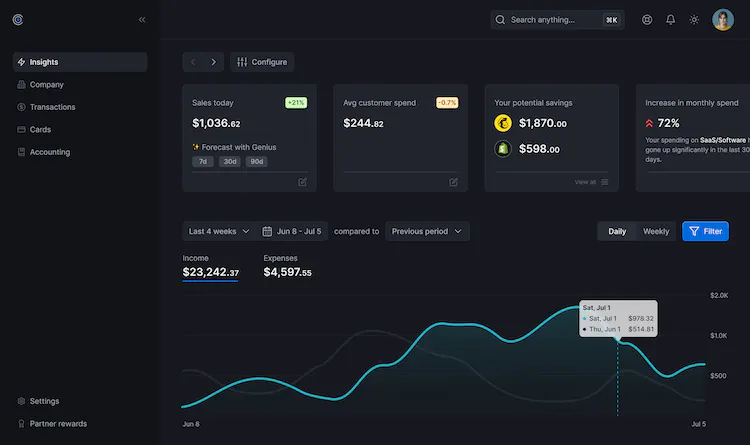 Search anything...
⌘K
Insights
Company
Transactions
Cards
Accounting
Settings
Partner rewards
Configure
Sales today
+21%
$1,036.62
Forecast with Genius
7d 30d 90d
Avg customer spend
-0.7%
$244.82
Your potential savings
$1,870.00
$598.00
View all
Increase in monthly spend
72%
Your spending on SaaS/Software h
gone up significantly in the last 30
days.
Last 4 weeks
Jun 8 - Jul 5
compared to
Previous period
Daily
Weekly
Filter
Income
$23,242.37
Expenses
$4,597.55
$2.0K
$1.0K
$500
Sat, Jul 1
Sat, Jul 1 $978.32
Thu, Jun 1 $514.81
Jun 8
Jul 5